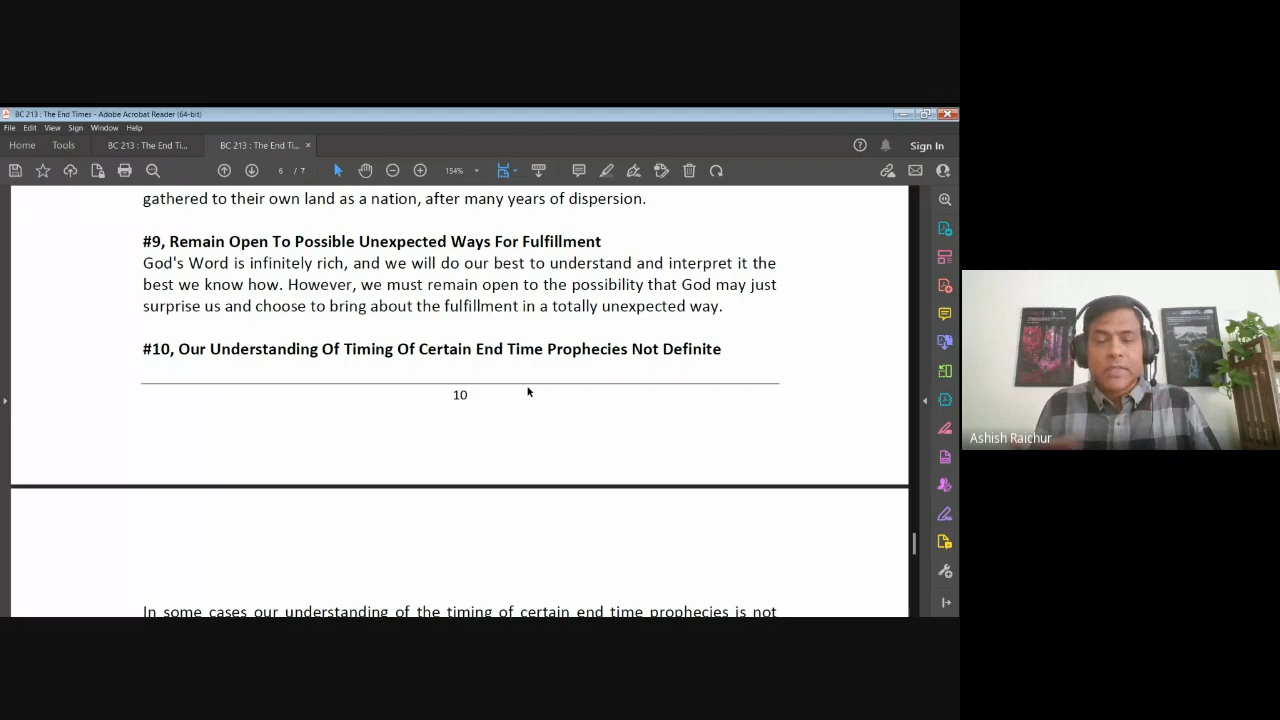 BC 213 : The End Times - Adobe Acrobat Reader (64-bit)
File Edit View Sign Window Help
Home Tools BC 213 : The End Ti... BC 213 : The End Ti... × Sign In
6 / 7 154%
gathered to their own land as a nation, after many years of dispersion.
#9, Remain Open To Possible Unexpected Ways For Fulfillment
God's Word is infinitely rich, and we will do our best to understand and interpret it the
best we know how. However, we must remain open to the possibility that God may just
surprise us and choose to bring about the fulfillment in a totally unexpected way.
#10, Our Understanding Of Timing Of Certain End Time Prophecies Not Definite
10
In some cases our understanding of the timing of certain end time prophecies is not
Ashish Raichur